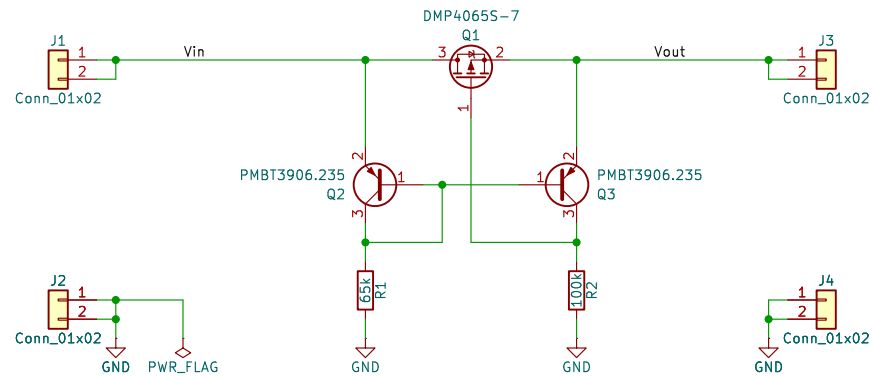 DMP4065S-7
Q1
J1
1
2
Conn_01x02
Vin
3
2
1
Vout
J3
1
2
Conn_01x02
PMBT3906.235
Q2
2
1
3
PMBT3906.235
Q3
2
1
3
J2
1
2
Conn_01x02
GND
PWR_FLAG
65k
R1
GND
100k
R2
GND
J4
1
2
Conn_01x02
GND